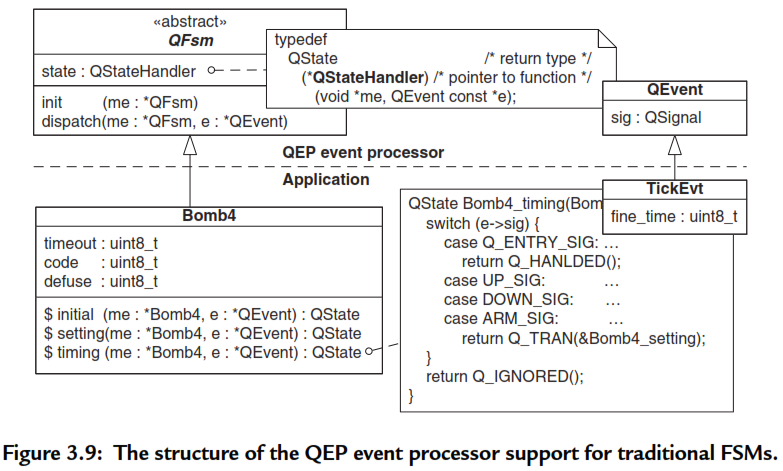 «abstract»
QFsm
state : QStateHandler
init (me : *QFsm)
dispatch(me : *QFsm, e : *QEvent)
typedef
QState /* return type */
(*QStateHandler) /* pointer to function */
(void *me, QEvent const *e);
QEvent
sig : QSignal
QEP event processor
Application
Bomb4
timeout : uint8_t
code : uint8_t
defuse : uint8_t
$ initial (me : *Bomb4, e : *QEvent) : QState
$ setting(me : *Bomb4, e : *QEvent) : QState
$ timing (me : *Bomb4, e : *QEvent) : QState
QState Bomb4_timing(Bom
switch (e->sig) {
case Q_ENTRY_SIG: ...
return Q_HANLDED();
case UP_SIG: ...
case DOWN_SIG: ...
case ARM_SIG: ...
return Q_TRAN(&Bomb4_setting);
}
return Q_IGNORED();
}
TickEvt
fine_time : uint8_t
Figure 3.9: The structure of the QEP event processor support for traditional FSMs.